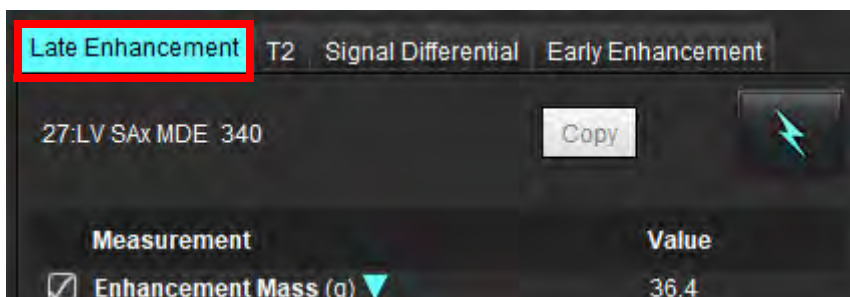 Late Enhancement T2 Signal Differential Early Enhancement
27:LV SAx MDE 340 Copy
Measurement Value
Enhancement Mass (g) 36.4